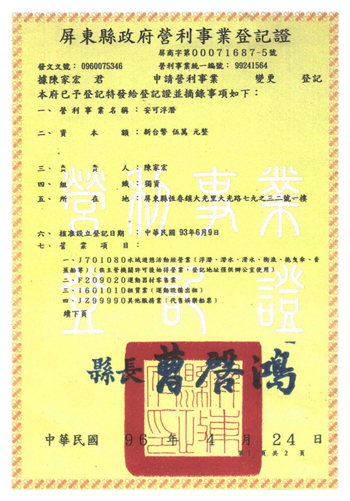 屏東縣政府營利事業登記證
屏商字第00071687-5號
發文文號：0960075346　營利事業統一編號：99241564
據陳家宏 君　申請營利事業　變更　登記
本府已予登記特發給登記證並摘錄事項如下：
一、營利事業名稱：安可浮潛
二、資本額：新台幣 伍萬 元整
三、負責人：陳家宏
四、組織：獨資
五、所在地：屏東縣恆春鎮大光里大光路七九之三二號一樓
六、核准設立登記日期：中華民國 93年6月9日
七、營業項目：
一、J701080水域遊憩活動經營業（浮潛、潛水、滑水、衝浪、拖曳傘、香
蕉船等）（俟主管機關許可後始得營業，登記地址僅供辦公室使用）
二、F209020運動器材零售業
三、I601010租賃業（運動設備出租）
四、JZ99990其他服務業：代售娛樂船票）
續下頁
縣長 曹啓鴻
中華民國 96 年 4 月 24 日
第1頁共2頁